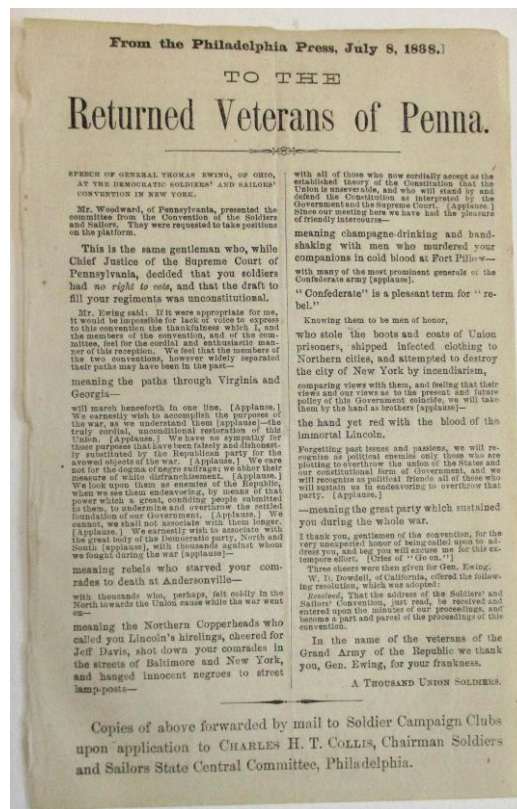 From the Philadelphia Press, July 8, 1868.]
TO THE
Returned Veterans of Penna.
SPEECH OF GENERAL THOMAS EWING, OF OHIO,
AT THE DEMOCRATIC SOLDIERS' AND SAILORS'
CONVENTION IN NEW YORK.
Mr. Woodward, of Pennsylvania, presented the
committee from the Convention of the Soldiers
and Sailors. They were requested to take positions
on the platform.
This is the same gentleman who, while
Chief Justice of the Supreme Court of
Pennsylvania, decided that you soldiers
had no right to vote, and that the draft to
fill your regiments was unconstitutional.
Mr. Ewing said: If it were appropriate for me,
it would be impossible for lack of voice to express
to this convention the thankfulness which I, and
the members of the convention, and of the com-
mittee, feel for the cordial and enthusiastic man-
ner of this reception. We feel that the members of
the two conventions, however widely separated
their paths may have been in the past—
meaning the paths through Virginia and
Georgia—
will march henceforth in one line. [Applause.]
We earnestly wish to accomplish the purposes of
the war, as we understand them [applause]—the
truly cordial, unconditional restoration of this
Union. [Applause.] We have no sympathy for
those purposes that have been falsely and dishonest-
ly substituted by the Republican party for the
avowed objects of the war. [Applause.] We care
not for the dogma of negro suffrage; we abhor their
measure of white disfranchisement. [Applause.]
We look upon them as enemies of the Republic,
when we see them endeavoring, by means of that
power which a great, confiding people submitted
to them, to undermine and overthrow the settled
foundation of our Government. [Applause.] We
cannot, we shall not associate with them longer.
[Applause.] We earnestly wish to associate with
the great body of the Democratic party, North and
South [applause], with thousands against whom
we fought during the war [applause]—
meaning rebels who starved your com-
rades to death at Andersonville—
with thousands who, perhaps, felt coldly in the
North towards the Union cause while the war went
on—
meaning the Northern Copperheads who
called you Lincoln's hirelings, cheered for
Jeff Davis, shot down your comrades in
the streets of Baltimore and New York,
and hanged innocent negroes to street
lamp-posts—
with all of those who now cordially accept as the
established theory of the Constitution that the
Union is unseverable, and who will stand by and
defend the Constitution as interpreted by the
Government and the Supreme Court. [Applause.]
Since our meeting here we have had the pleasure
of friendly intercourse—
meaning champagne-drinking and hand-
shaking with men who murdered your
companions in cold blood at Fort Pillow—
with many of the most prominent generals of the
Confederate army [applause].
"Confederate" is a pleasant term for "re-
bel."
Knowing them to be men of honor,
who stole the boots and coats of Union
prisoners, shipped infected clothing to
Northern cities, and attempted to destroy
the city of New York by incendiarism,
comparing views with them, and feeling that their
views and our views as to the present and future
policy of this Government coincide, we will take
them by the hand as brothers [applause]—
the hand yet red with the blood of the
immortal Lincoln.
Forgetting past issues and passions, we will re-
cognise as political enemies only those who are
plotting to overthrow the union of the States and
our constitutional form of Government, and we
will recognize as political friends all of those who
will sustain us in endeavoring to overthrow that
party. [Applause.]
—meaning the great party which sustained
you during the whole war.
I thank you, gentlemen of the convention, for the
very unexpected honor of being called upon to ad-
dress you, and beg you will excuse me for this ex-
tempore effort. [Cries of "Go on."]
Three cheers were then given for Gen. Ewing.
W. D. Dowdell, of California, offered the follow-
ing resolution, which was adopted:
Resolved, That the address of the Soldiers' and
Sailors' Convention, just read, be received and
entered upon the minutes of our proceedings, and
become a part and parcel of the proceedings of this
convention.
In the name of the veterans of the
Grand Army of the Republic we thank
you, Gen. Ewing, for your frankness.
A THOUSAND UNION SOLDIERS.
Copies of above forwarded by mail to Soldier Campaign Clubs
upon application to CHARLES H. T. COLLIS, Chairman Soldiers
and Sailors State Central Committee, Philadelphia.